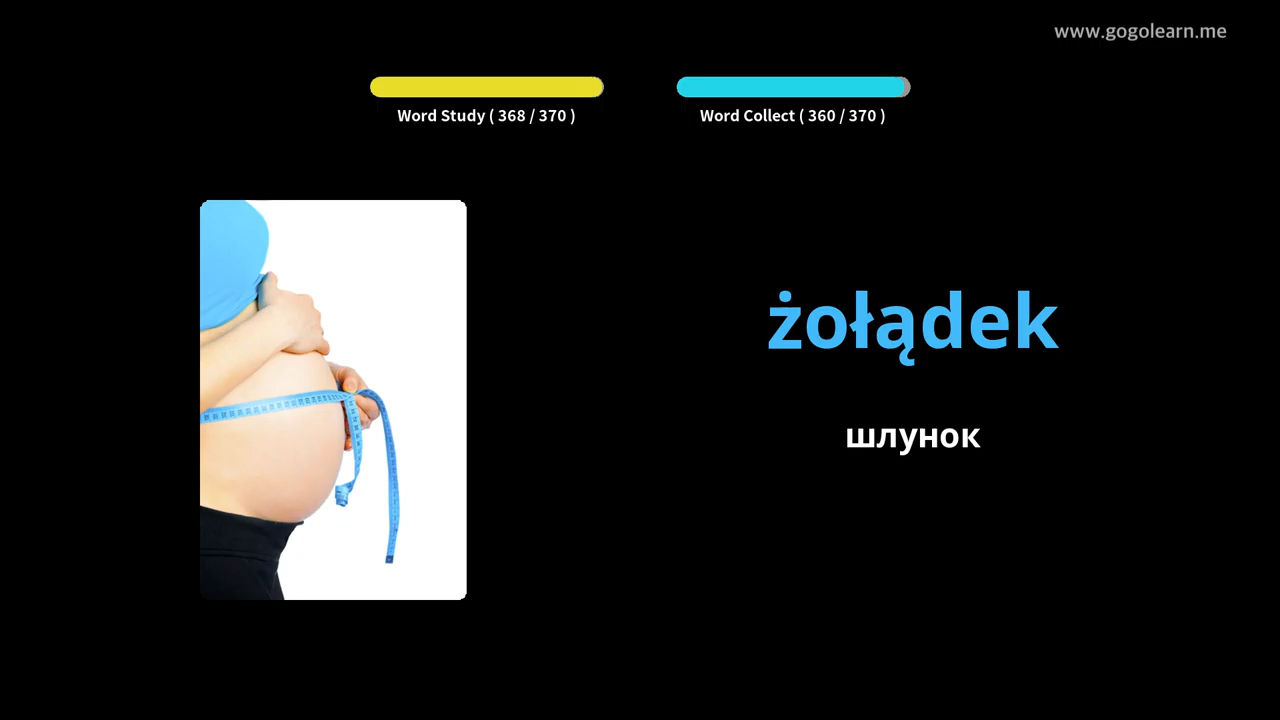 www.gogolearn.me
Word Study ( 368 / 370 )
Word Collect ( 360 / 370 )
żołądek
шлунок